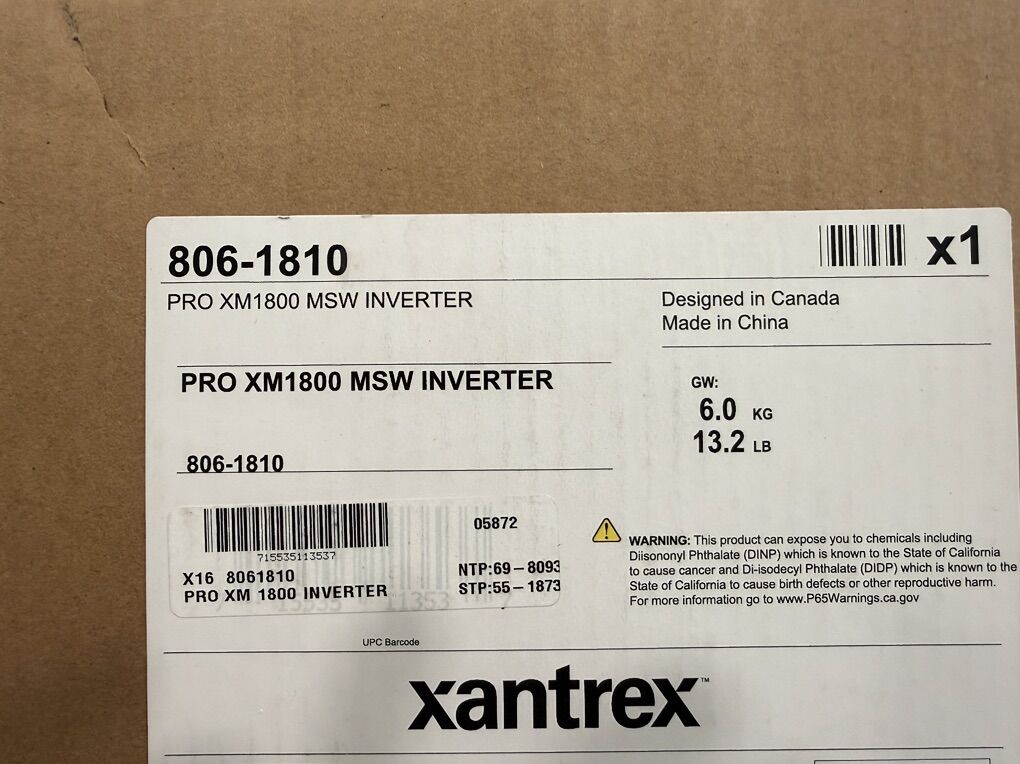 806-1810
x1
PRO XM1800 MSW INVERTER
Designed in Canada
Made in China
PRO XM1800 MSW INVERTER
GW:
6.0 KG
13.2 LB
806-1810
05872
715535113537
X16 8061810
NTP:69-8093
PRO XM 1800 INVERTER
STP:55-1873
WARNING: This product can expose you to chemicals including
Diisononyl Phthalate (DINP) which is known to the State of California
to cause cancer and Di-isodecyl Phthalate (DIDP) which is known to the
State of California to cause birth defects or other reproductive harm.
For more information go to www.P65Warnings.ca.gov
UPC Barcode
xantrex™